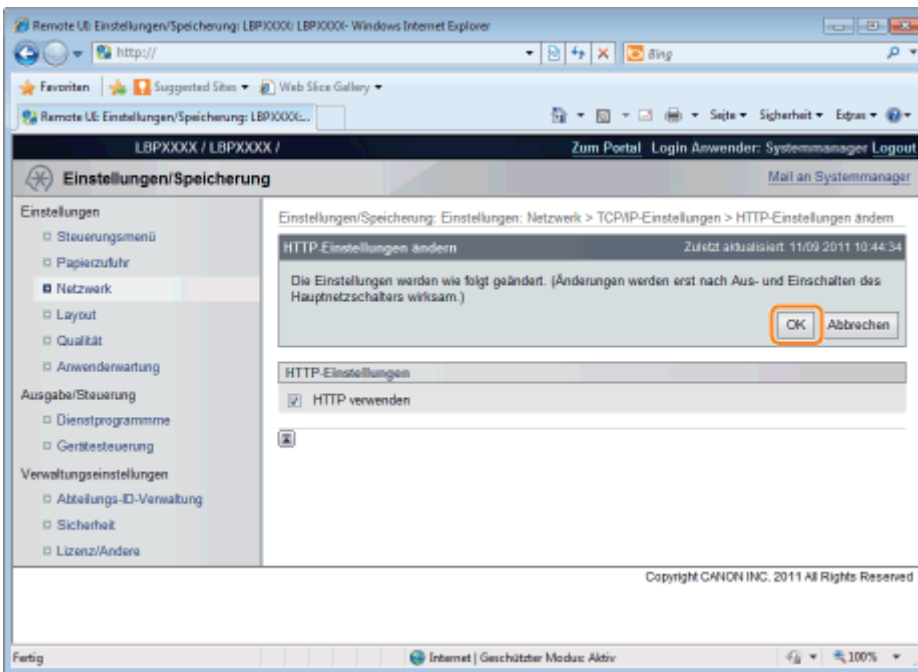 Remote UI: Einstellungen/Speicherung: LBPXXXX: LBPXXXX- Windows Internet Explorer
http://
Bing
Favoriten Suggested Sites Web Slice Gallery
Remote UI: Einstellungen/Speicherung: LBPXXXX:... Seite Sicherheit Extras
LBPXXXX / LBPXXXX / Zum Portal Login Anwender: Systemmanager Logout
Einstellungen/Speicherung Mail an Systemmanager
Einstellungen
Steuerungsmenü
Papierzufuhr
Netzwerk
Layout
Qualität
Anwenderwartung
Ausgabe/Steuerung
Dienstprogrammme
Gerätesteuerung
Verwaltungseinstellungen
Abteilungs-ID-Verwaltung
Sicherheit
Lizenz/Andere
Einstellungen/Speicherung: Einstellungen: Netzwerk > TCP/IP-Einstellungen > HTTP-Einstellungen ändern
HTTP-Einstellungen ändern Zuletzt aktualisiert: 11/09 2011 10:44:34
Die Einstellungen werden wie folgt geändert. (Änderungen werden erst nach Aus- und Einschalten des
Hauptnetzschalters wirksam.)
OK Abbrechen
HTTP-Einstellungen
HTTP verwenden
Copyright CANON INC. 2011 All Rights Reserved
Fertig Internet | Geschützter Modus: Aktiv 100%